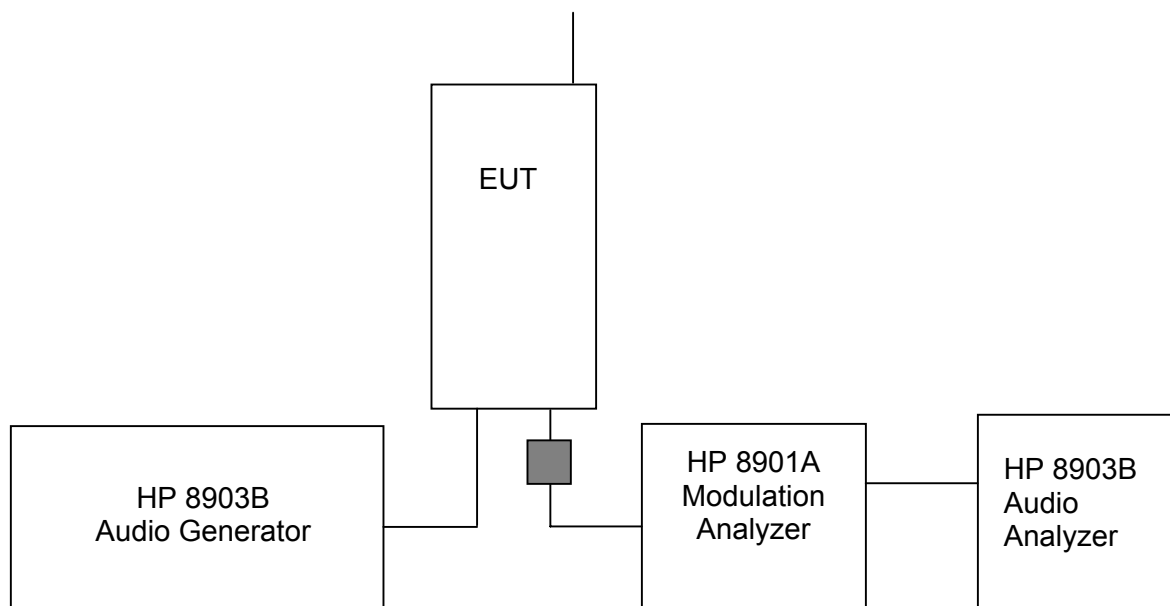 EUT
HP 8903B
Audio Generator
HP 8901A
Modulation
Analyzer
HP 8903B
Audio
Analyzer